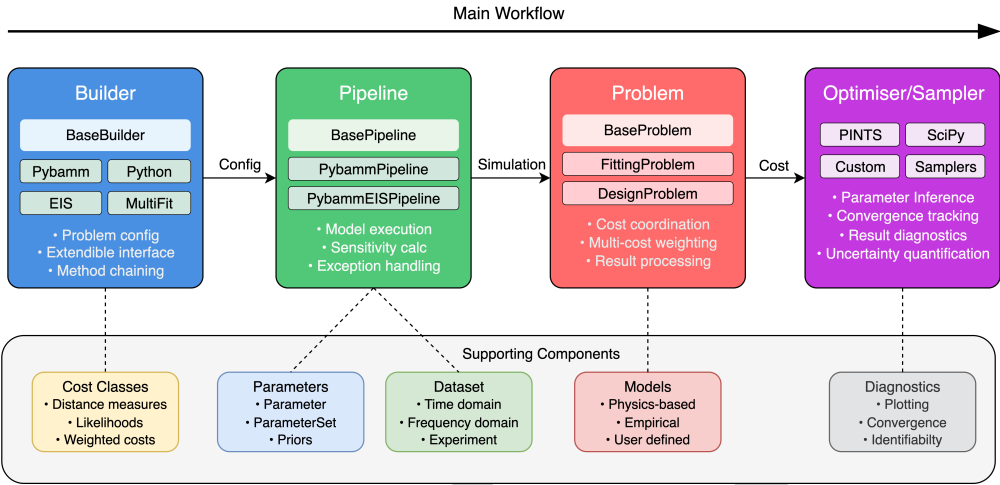 Main Workflow
Builder
BaseBuilder
Pybamm
Python
EIS
MultiFit
• Problem config
• Extendible interface
• Method chaining
Config
Pipeline
BasePipeline
PybammPipeline
PybammEISPipeline
• Model execution
• Sensitivity calc
• Exception handling
Simulation
Problem
BaseProblem
FittingProblem
DesignProblem
• Cost coordination
• Multi-cost weighting
• Result processing
Cost
Optimiser/Sampler
PINTS
SciPy
Custom
Samplers
• Parameter Inference
• Convergence tracking
• Result diagnostics
• Uncertainty quantification
Supporting Components
Cost Classes
• Distance measures
• Likelihoods
• Weighted costs
Parameters
• Parameter
• ParameterSet
• Priors
Dataset
• Time domain
• Frequency domain
• Experiment
Models
• Physics-based
• Empirical
• User defined
Diagnostics
• Plotting
• Convergence
• Identifiabilty